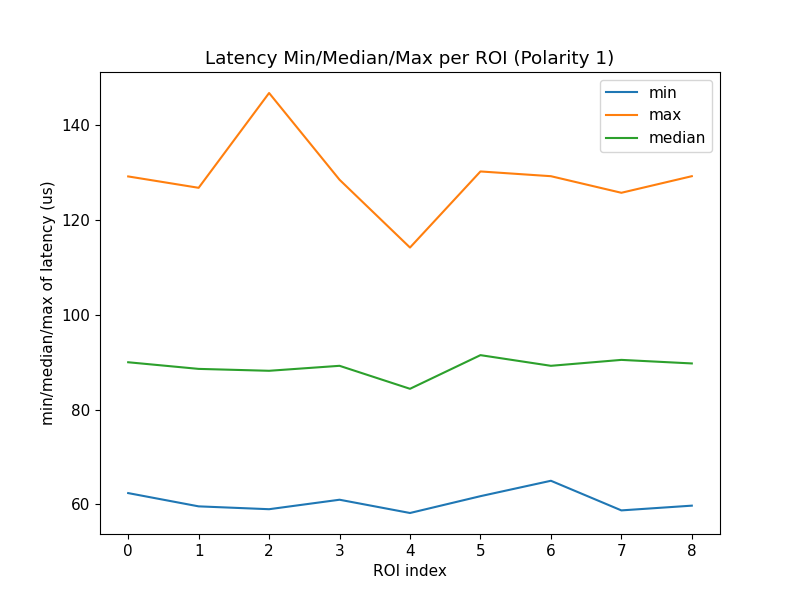 Latency Min/Median/Max per ROI (Polarity 1)
min
max
median
140
120
100
80
60
min/median/max of latency (us)
0 1 2 3 4 5 6 7 8
ROI index